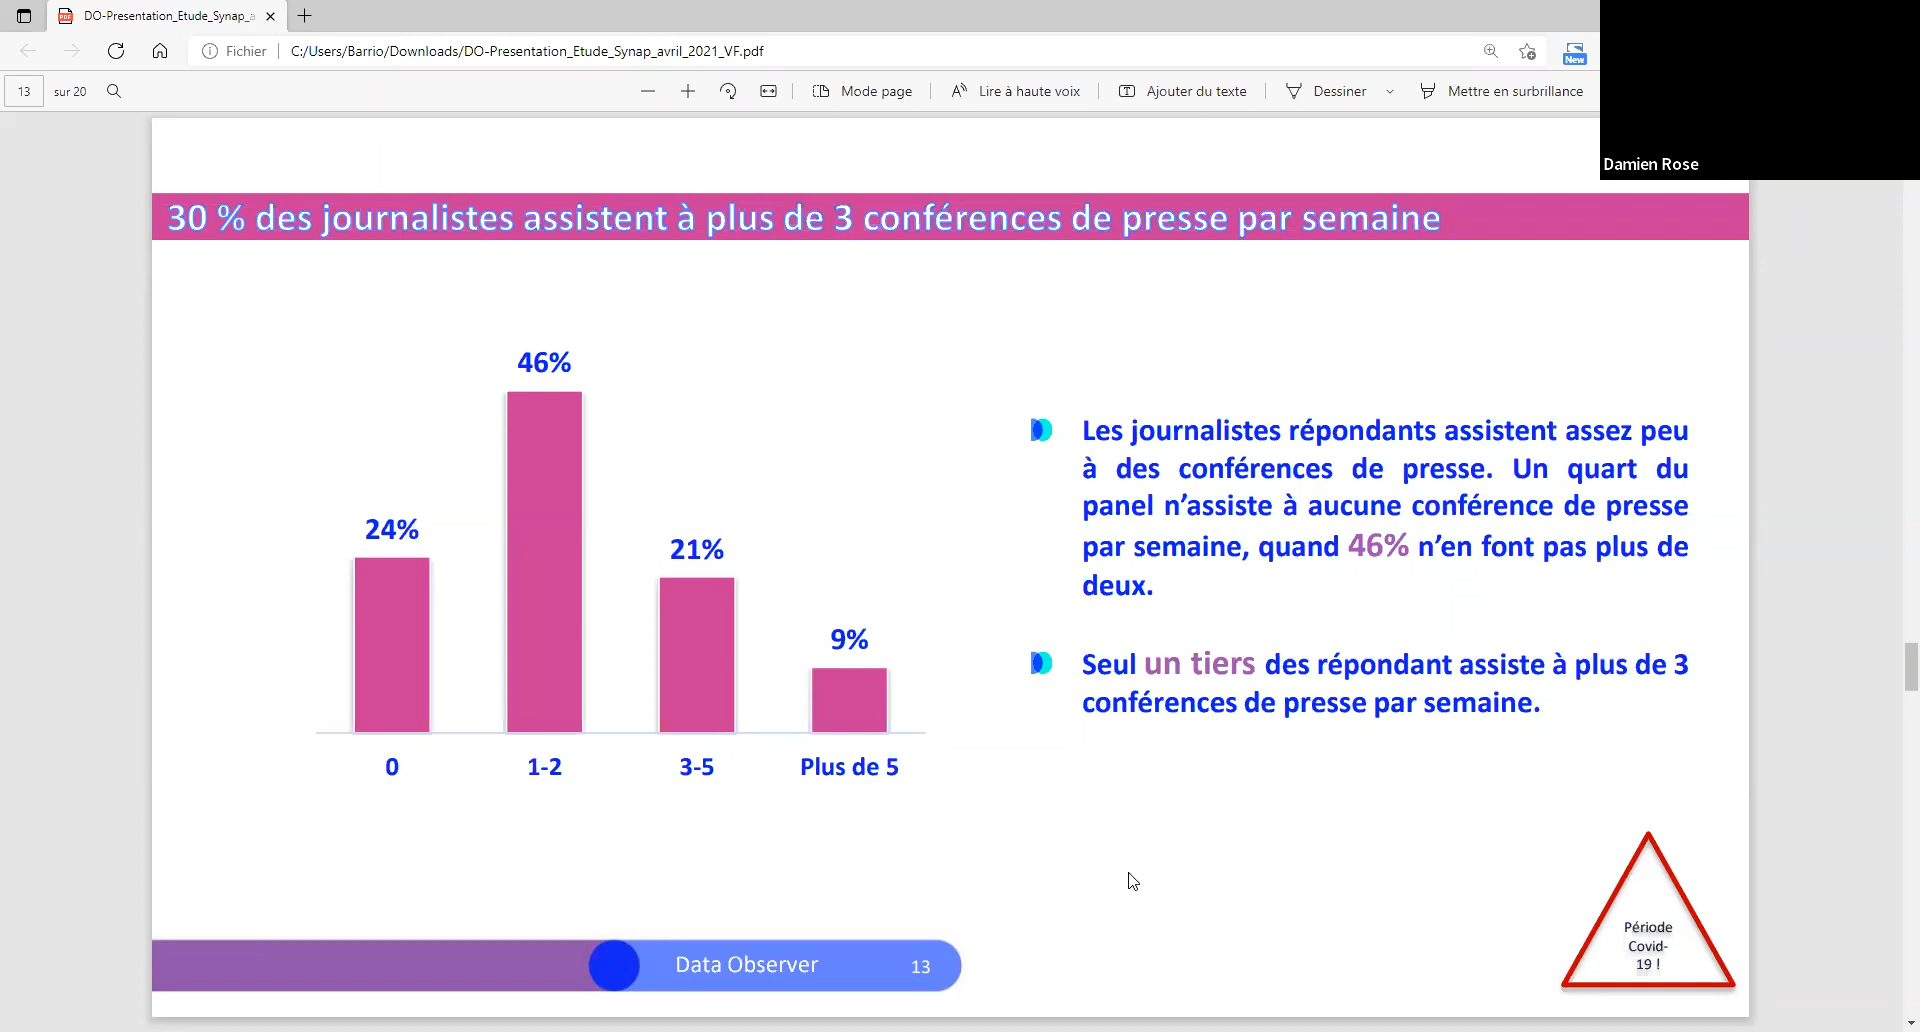 DO-Presentation_Etude_Synap_a
Fichier
C:/Users/Barrio/Downloads/DO-Presentation_Etude_Synap_avril_2021_VF.pdf
New
13 sur 20
Mode page
Lire à haute voix
Ajouter du texte
Dessiner
Mettre en surbrillance
Damien Rose
30 % des journalistes assistent à plus de 3 conférences de presse par semaine
46%
24%
21%
9%
0
1-2
3-5
Plus de 5
Les journalistes répondants assistent assez peu
à des conférences de presse. Un quart du
panel n’assiste à aucune conférence de presse
par semaine, quand 46% n’en font pas plus de
deux.
Seul un tiers des répondant assiste à plus de 3
conférences de presse par semaine.
Période
Covid-
19 !
Data Observer
13